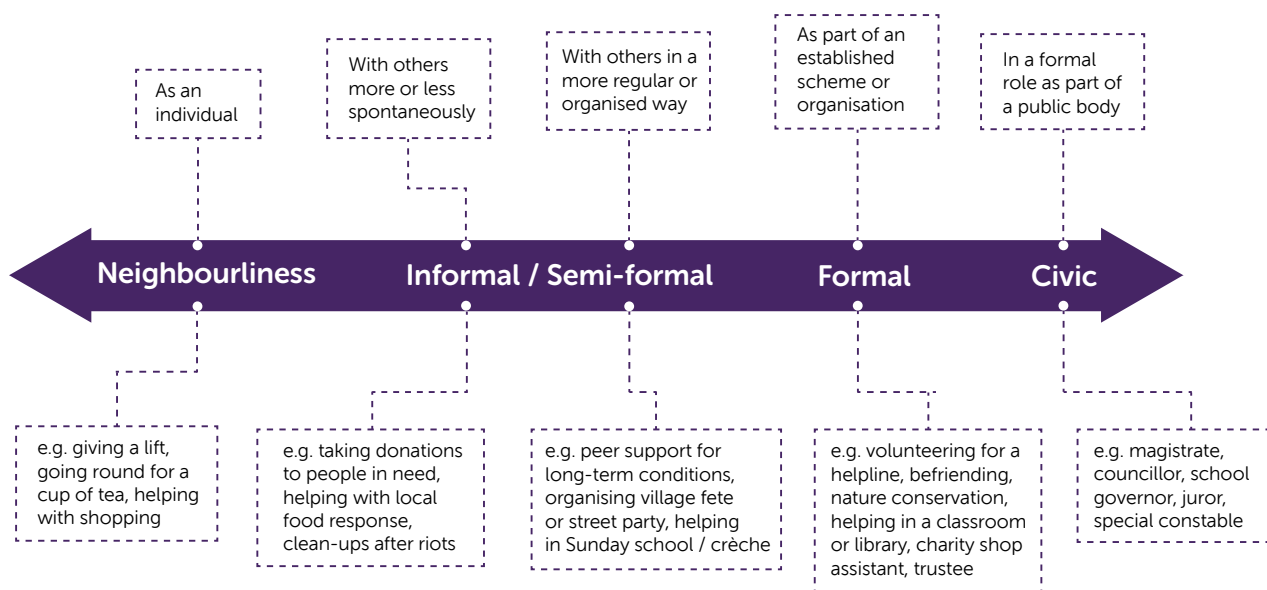 As an
individual
With others
more or less
spontaneously
With others in a
more regular or
organised way
As part of an
established
scheme or
organisation
In a formal
role as part of
a public body
Neighbourliness
Informal / Semi-formal
Formal
Civic
e.g. giving a lift,
going round for a
cup of tea, helping
with shopping
e.g. taking donations
to people in need,
helping with local
food response,
clean-ups after riots
e.g. peer support for
long-term conditions,
organising village fete
or street party, helping
in Sunday school / crèche
e.g. volunteering for a
helpline, befriending,
nature conservation,
helping in a classroom
or library, charity shop
assistant, trustee
e.g. magistrate,
councillor, school
governor, juror,
special constable